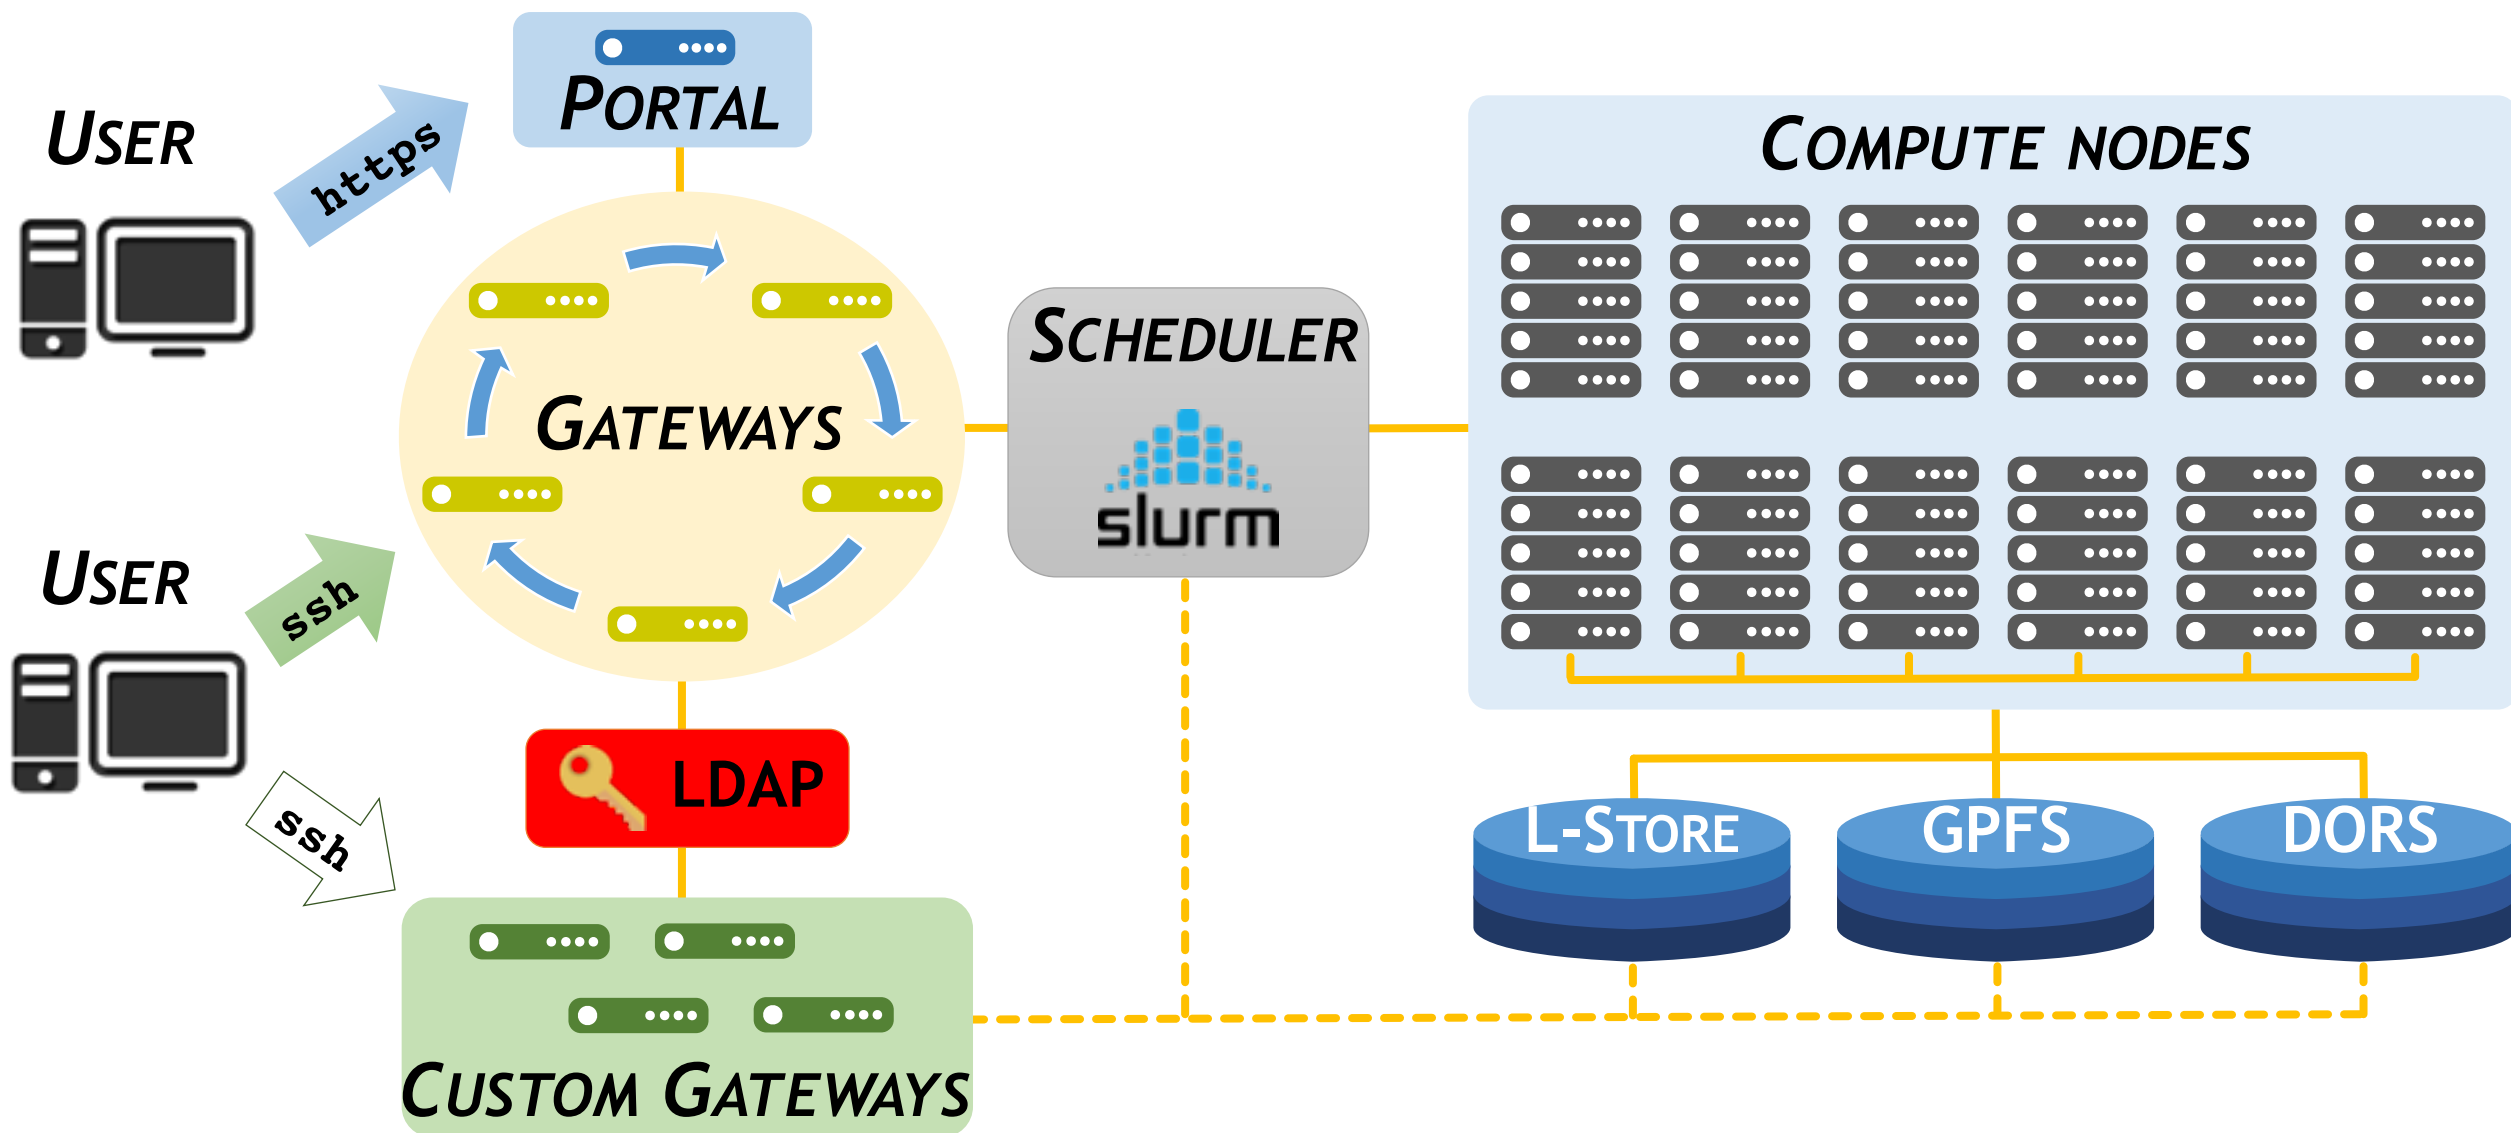 PORTAL
USER
https
COMPUTE NODES
SCHEDULER
GATEWAYS
slurm
USER
ssh
LDAP
ssh
L-STORE
GPFS
DORS
CUSTOM GATEWAYS